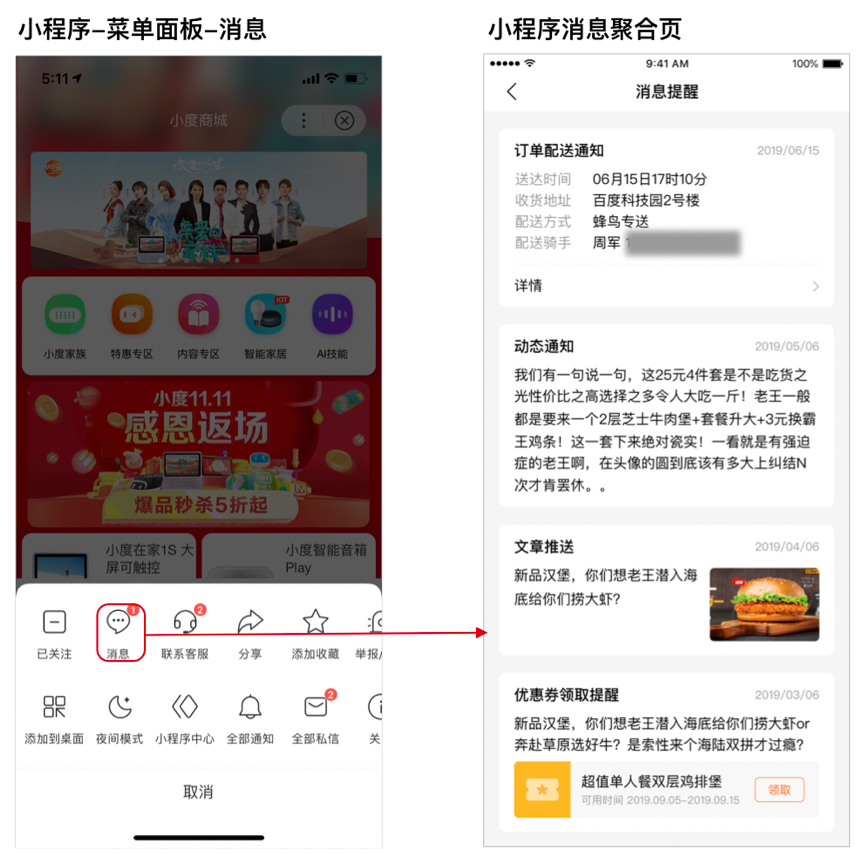 小程序-菜单面板-消息
小程序消息聚合页
5:11
小度商城
亲爱的
客栈
小度家族
特惠专区
内容专区
IOT
智能家居
AI技能
小度11.11
感恩返场
爆品秒杀5折起
小度在家1S 大
屏可触控
小度智能音箱
Play
已关注
1
消息
2
联系客服
分享
添加收藏
举报/
添加到桌面
夜间模式
小程序中心
全部通知
2
全部私信
关
取消
9:41 AM
100%
消息提醒
订单配送通知
2019/06/15
送达时间 06月15日17时10分
收货地址 百度科技园2号楼
配送方式 蜂鸟专送
配送骑手 周军 1
详情
动态通知
2019/05/06
我们有一句说一句，这25元4件套是不是吃货之
光性价比之高选择之多令人大吃一斤！老王一般
都是要来一个2层芝士牛肉堡+套餐升大+3元换霸
王鸡条！这一套下来绝对瓷实！一看就是有强迫
症的老王啊，在头像的圆到底该有多大上纠结N
次才肯罢休。。
文章推送
2019/04/06
新品汉堡，你们想老王潜入海
底给你们捞大虾？
优惠券领取提醒
2019/03/06
新品汉堡，你们想老王潜入海底给你们捞大虾or
奔赴草原选好牛？是索性来个海陆双拼才过瘾？
超值单人餐双层鸡排堡
可用时间 2019.09.05-2019.09.15
领取